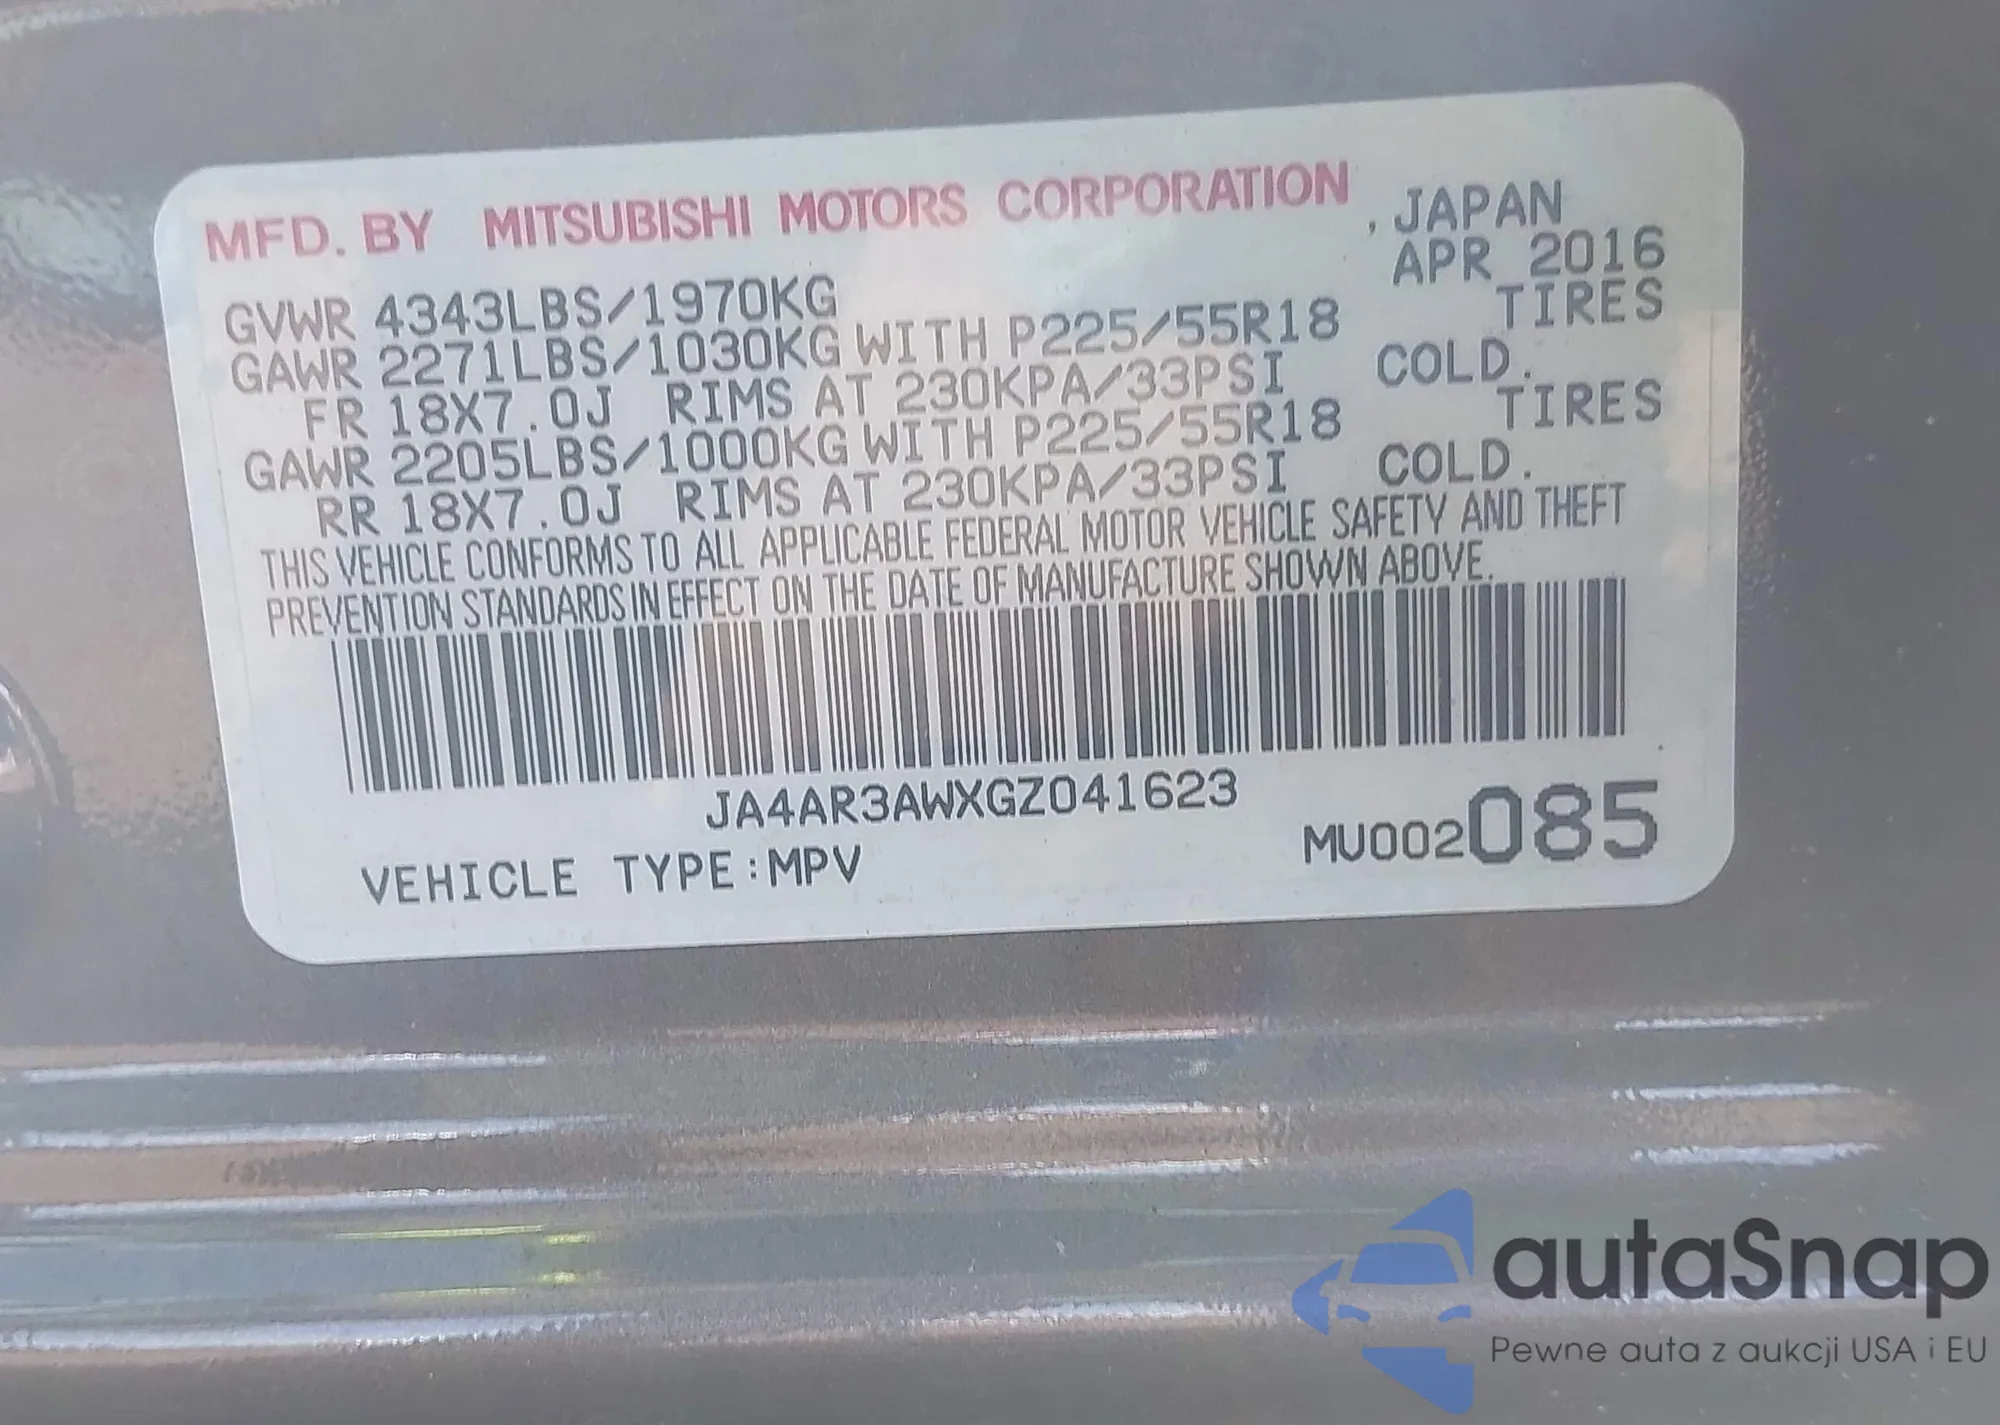 MFD. BY MITSUBISHI MOTORS CORPORATION , JAPAN
APR 2016
GVWR 4343LBS/1970KG
GAWR 2271LBS/1030KG WITH P225/55R18 TIRES
FR 18X7.0J RIMS AT 230KPA/33PSI COLD.
GAWR 2205LBS/1000KG WITH P225/55R18 TIRES
RR 18X7.0J RIMS AT 230KPA/33PSI COLD.
THIS VEHICLE CONFORMS TO ALL APPLICABLE FEDERAL MOTOR VEHICLE SAFETY AND THEFT
PREVENTION STANDARDS IN EFFECT ON THE DATE OF MANUFACTURE SHOWN ABOVE.
JA4AR3AWXGZ041623
MU002085
VEHICLE TYPE:MPV
autaSnap
Pewne auta z aukcji USA i EU